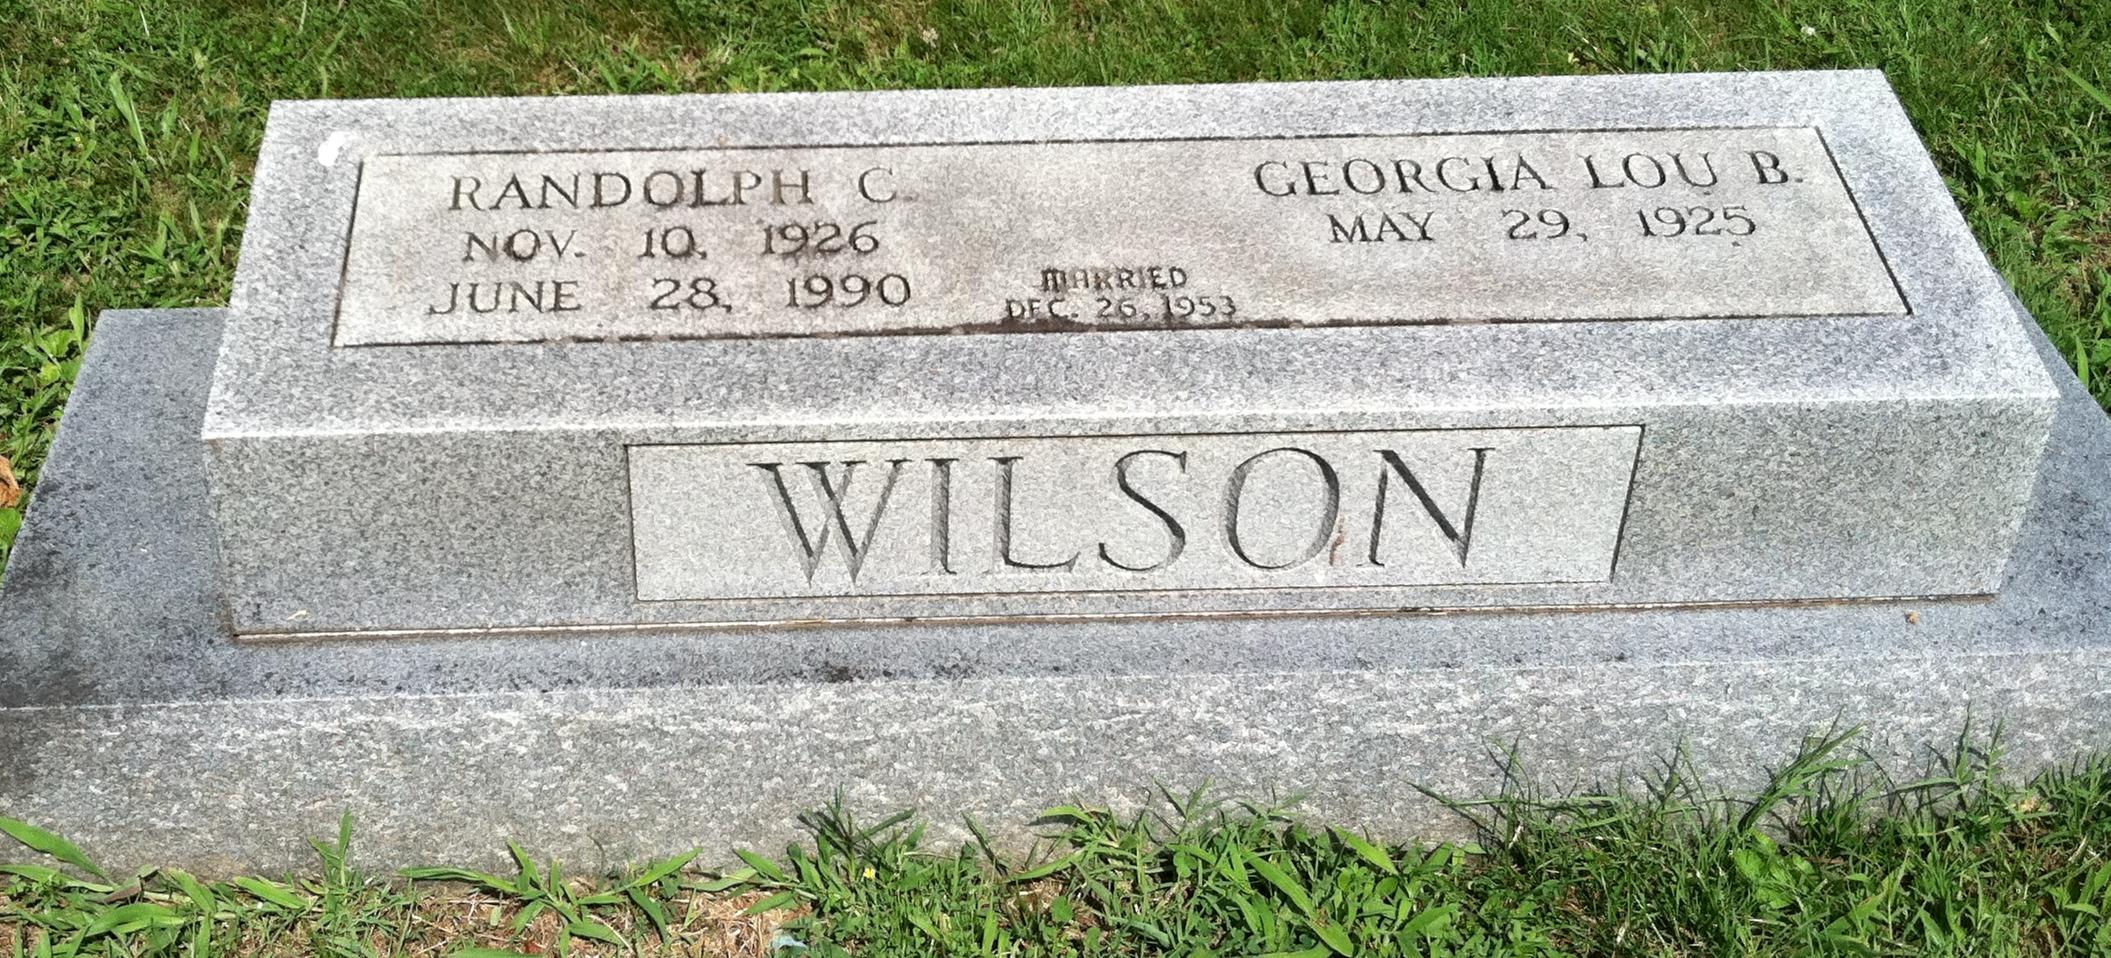 RANDOLPH C.
NOV. 10, 1926
JUNE 28, 1990
MARRIED
DEC. 26, 1953
GEORGIA LOU B.
MAY 29, 1925
WILSON